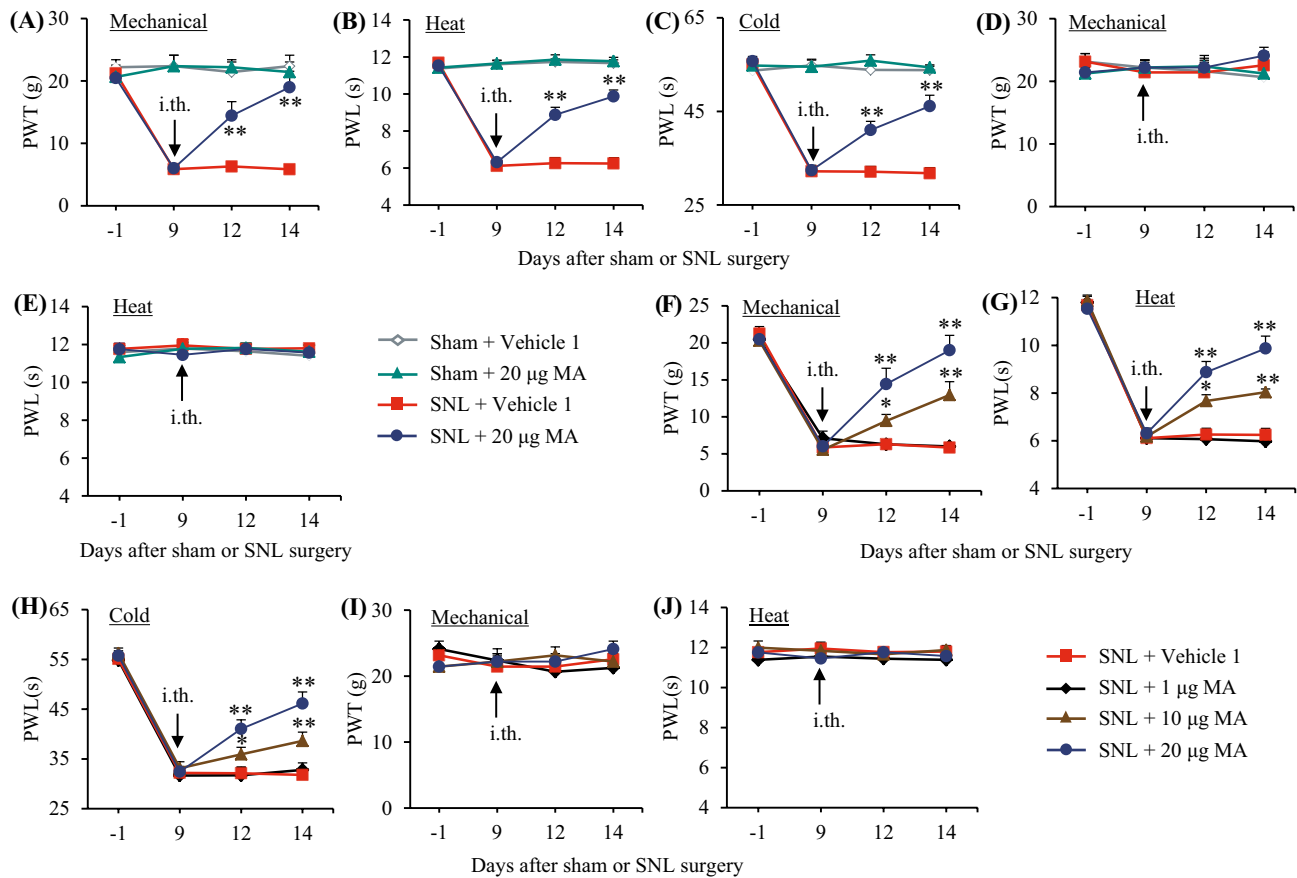 (A) Mechanical
30
20
10
0
PWT (g)
i.th.
**
**
-1 9 12 14
(B) Heat
14
12
10
8
6
4
PWL (s)
i.th.
**
**
-1 9 12 14
(C) Cold
65
45
25
PWL (s)
i.th.
**
**
-1 9 12 14
(D) Mechanical
30
20
10
0
PWT (g)
i.th.
-1 9 12 14
Days after sham or SNL surgery
(E) Heat
14
12
10
8
6
4
PWL (s)
i.th.
-1 9 12 14
Days after sham or SNL surgery
Sham + Vehicle 1
Sham + 20 µg MA
SNL + Vehicle 1
SNL + 20 µg MA
(F) Mechanical
25
20
15
10
5
0
PWT (g)
i.th.
**
*
**
**
-1 9 12 14
(G) Heat
12
10
8
6
4
PWL(s)
i.th.
**
*
**
**
-1 9 12 14
Days after sham or SNL surgery
(H) Cold
65
55
45
35
25
PWL(s)
i.th.
**
*
**
**
-1 9 12 14
(I) Mechanical
30
20
10
0
PWT (g)
i.th.
-1 9 12 14
(J) Heat
14
12
10
8
6
4
PWL(s)
i.th.
-1 9 12 14
Days after sham or SNL surgery
SNL + Vehicle 1
SNL + 1 µg MA
SNL + 10 µg MA
SNL + 20 µg MA